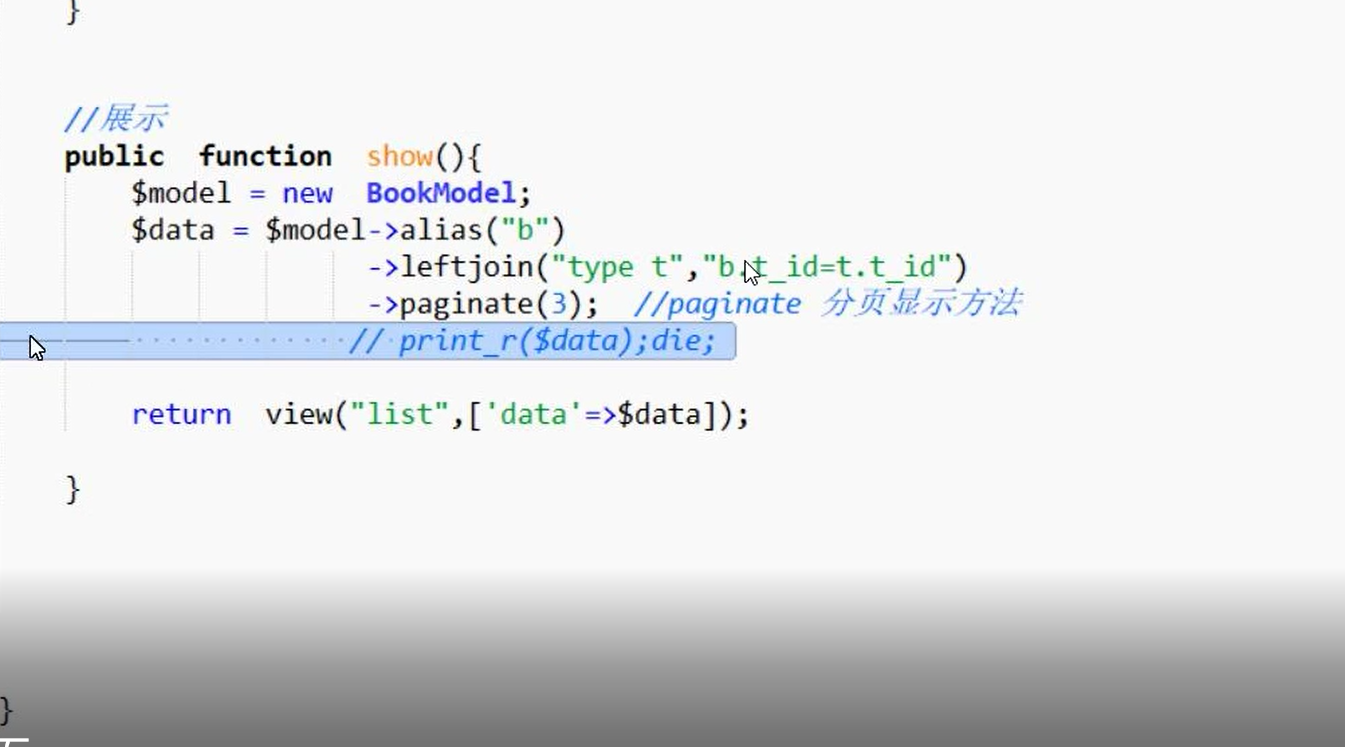 }
//展示
public function show(){
$model = new BookModel;
$data = $model->alias("b")
->leftjoin("type t","b.t_id=t.t_id")
->paginate(3); //paginate 分页显示方法
// print_r($data);die;
return view("list",['data'=>$data]);
}
}